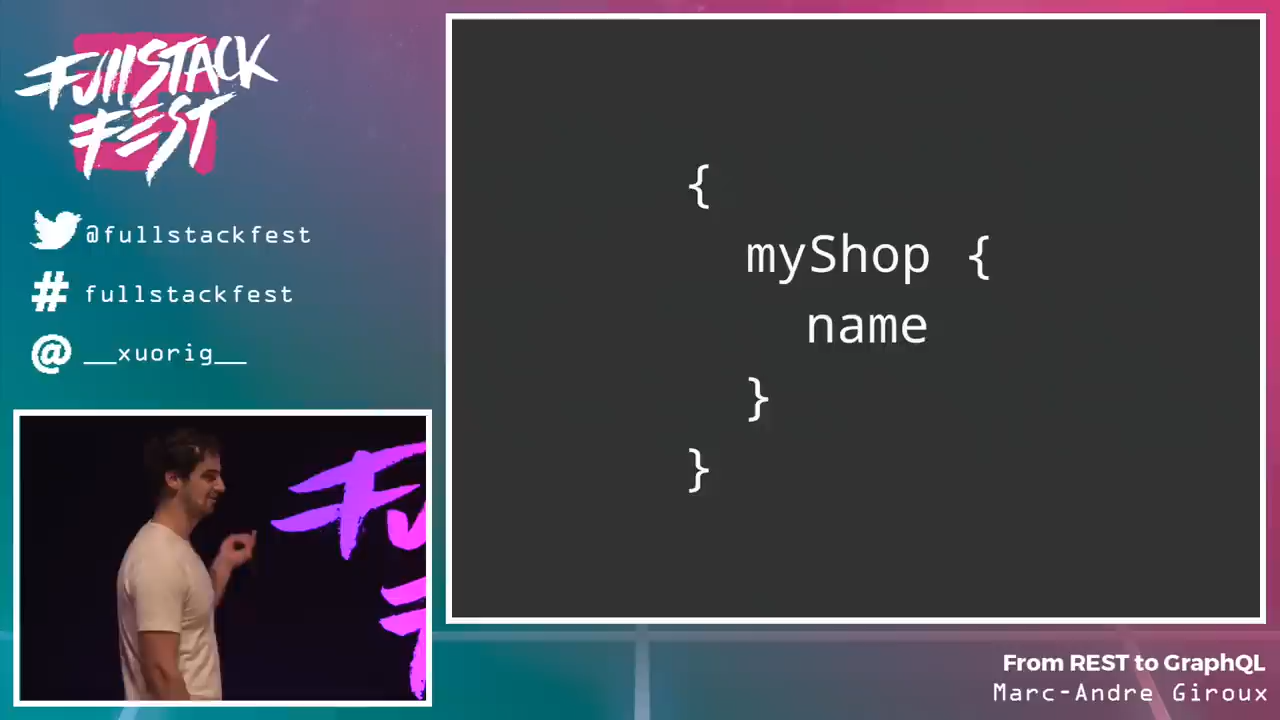 FullSTACK
FEST
@fullstackfest
# fullstackfest
@ __xuorig__
{
myShop {
name
}
}
From REST to GraphQL
Marc-Andre Giroux